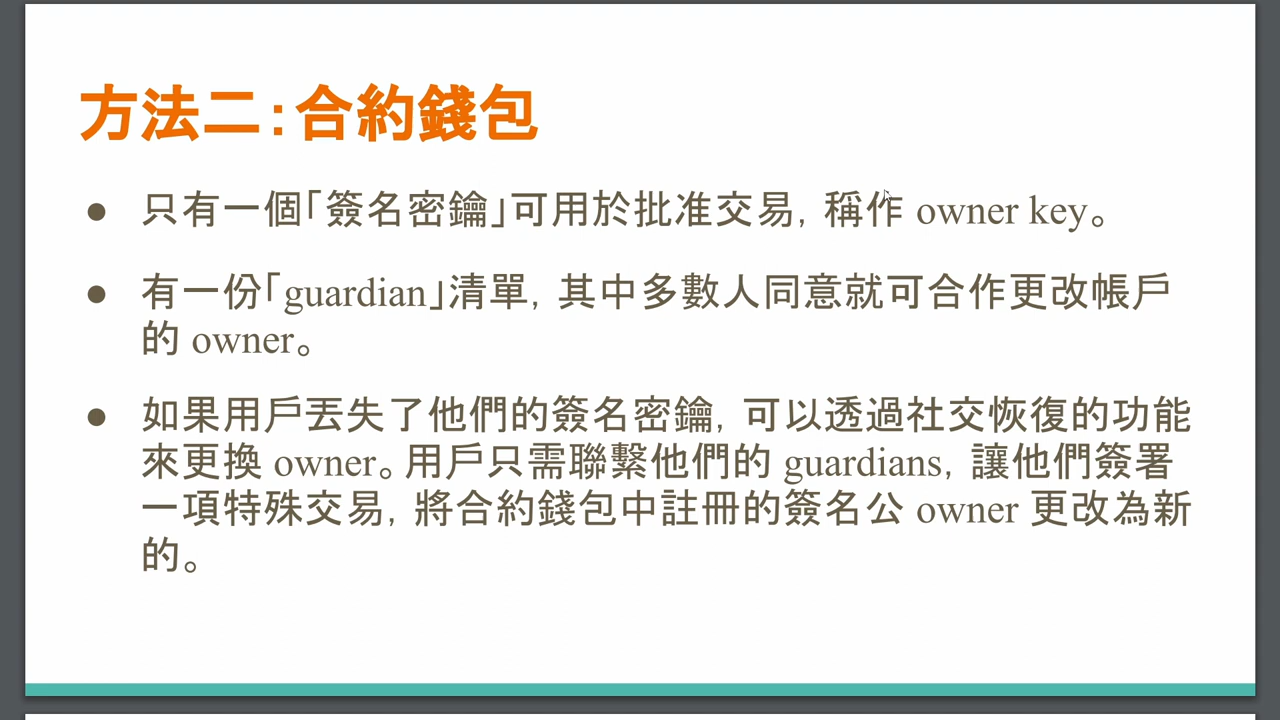 方法二：合約錢包
● 只有一個「簽名密鑰」可用於批准交易，稱作 owner key。
● 有一份「guardian」清單，其中多數人同意就可合作更改帳戶
的 owner。
● 如果用戶丟失了他們的簽名密鑰，可以透過社交恢復的功能
來更換 owner。用戶只需聯繫他們的 guardians，讓他們簽署
一項特殊交易，將合約錢包中註冊的簽名公 owner 更改為新
的。